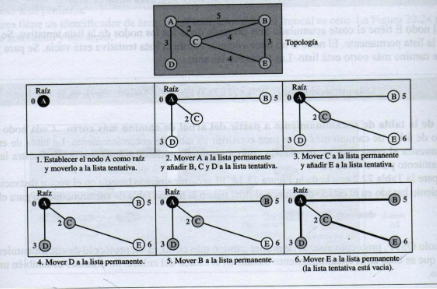 A 5 B
2 4
3 C 3
4
D E
Topología
Raíz
0 A
1. Establecer el nodo A como raíz
y moverlo a la lista tentativa.
Raíz
0 A B 5
2 C
3 D
2. Mover A a la lista permanente
y añadir B, C y D a la lista tentativa.
Raíz
0 A B 5
2 C
3 D E 6
3. Mover C a la lista permanente
y añadir E a la lista tentativa.
Raíz
0 A B 5
2 C
3 D E 6
4. Mover D a la lista permanente.
Raíz
0 A B 5
2 C
3 D E 6
5. Mover B a la lista permanente.
Raíz
0 A B 5
2 C
3 D E 6
6. Mover E a la lista permanente
(la lista tentativa está vacía).